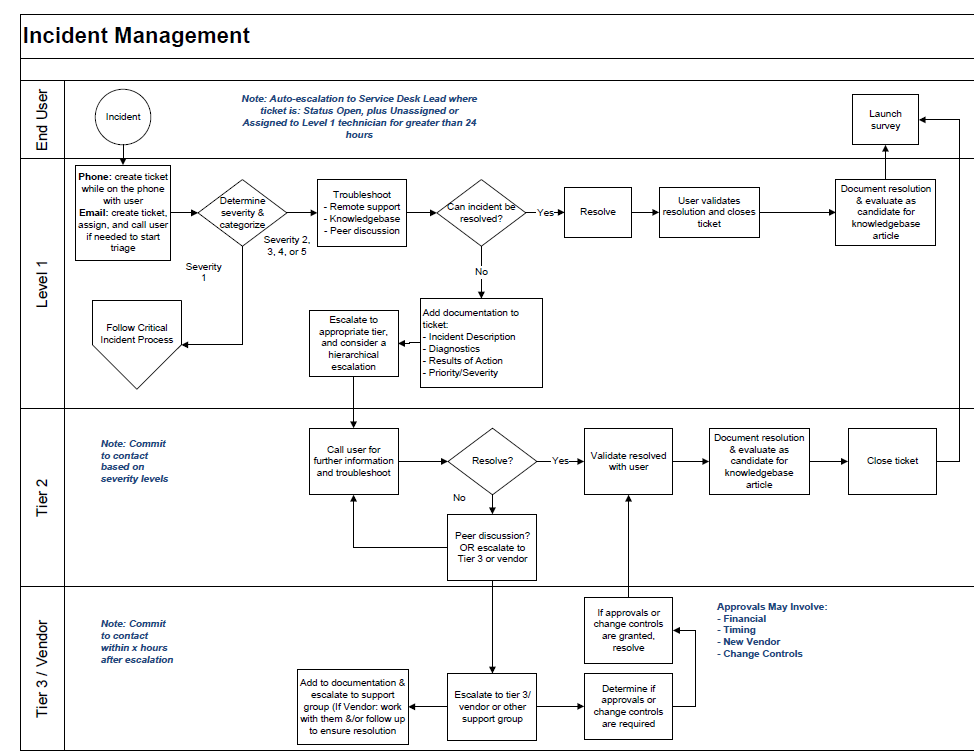 Incident Management
End User
Incident
Note: Auto-escalation to Service Desk Lead where
ticket is: Status Open, plus Unassigned or
Assigned to Level 1 technician for greater than 24
hours
Launch
survey
Level 1
Phone: create ticket
while on the phone
with user
Email: create ticket,
assign, and call user
if needed to start
triage
Determine
severity &
categorize
Severity 2,
3, 4, or 5
Severity
1
Follow Critical
Incident Process
Troubleshoot
- Remote support
- Knowledgebase
- Peer discussion
Can incident be
resolved?
Yes
Resolve
User validates
resolution and closes
ticket
Document resolution
& evaluate as
candidate for
knowledgebase
article
No
Add documentation to
ticket:
- Incident Description
- Diagnostics
- Results of Action
- Priority/Severity
Escalate to
appropriate tier,
and consider a
hierarchical
escalation
Tier 2
Note: Commit
to contact
based on
severity levels
Call user for
further information
and troubleshoot
Resolve?
Yes
Validate resolved
with user
Document resolution
& evaluate as
candidate for
knowledgebase
article
Close ticket
No
Peer discussion?
OR escalate to
Tier 3 or vendor
Tier 3 / Vendor
Note: Commit
to contact
within x hours
after escalation
If approvals or
change controls
are granted,
resolve
Approvals May Involve:
- Financial
- Timing
- New Vendor
- Change Controls
Add to documentation &
escalate to support
group (If Vendor: work
with them &/or follow up
to ensure resolution
Escalate to tier 3/
vendor or other
support group
Determine if
approvals or
change controls
are required